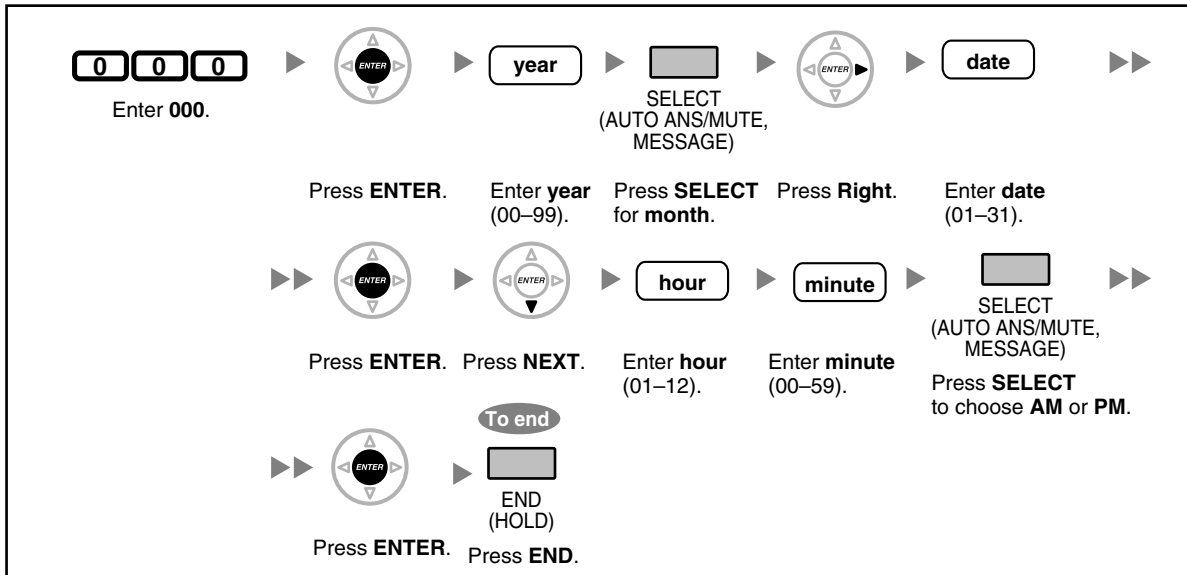 0 0 0
ENTER
year
ENTER
date
Enter 000.
SELECT
(AUTO ANS/MUTE,
MESSAGE)
Press ENTER.
Enter year
(00–99).
Press SELECT
for month.
Press Right.
Enter date
(01–31).
ENTER
ENTER
hour
minute
SELECT
(AUTO ANS/MUTE,
MESSAGE)
Press ENTER.
Press NEXT.
Enter hour
(01–12).
Enter minute
(00–59).
Press SELECT
to choose AM or PM.
To end
ENTER
END
(HOLD)
Press ENTER.
Press END.